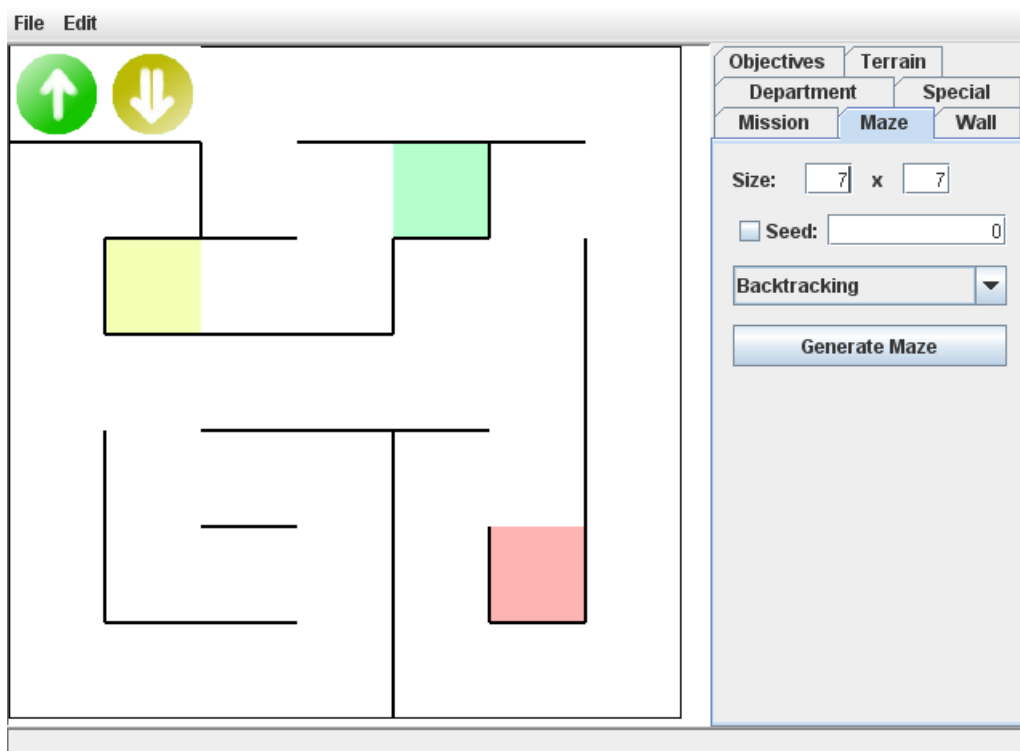 File Edit
Objectives Terrain
Department Special
Mission Maze Wall
Size: 7 x 7
Seed: 0
Backtracking
Generate Maze